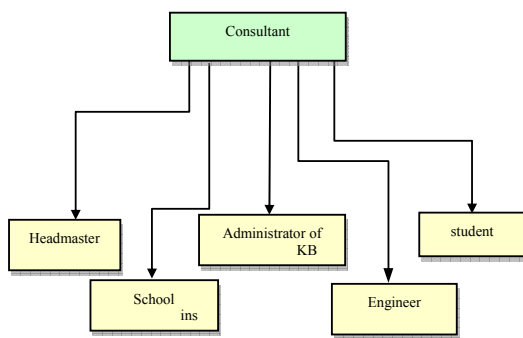 Consultant
Headmaster
Administrator of
KB
student
School
ins
Engineer